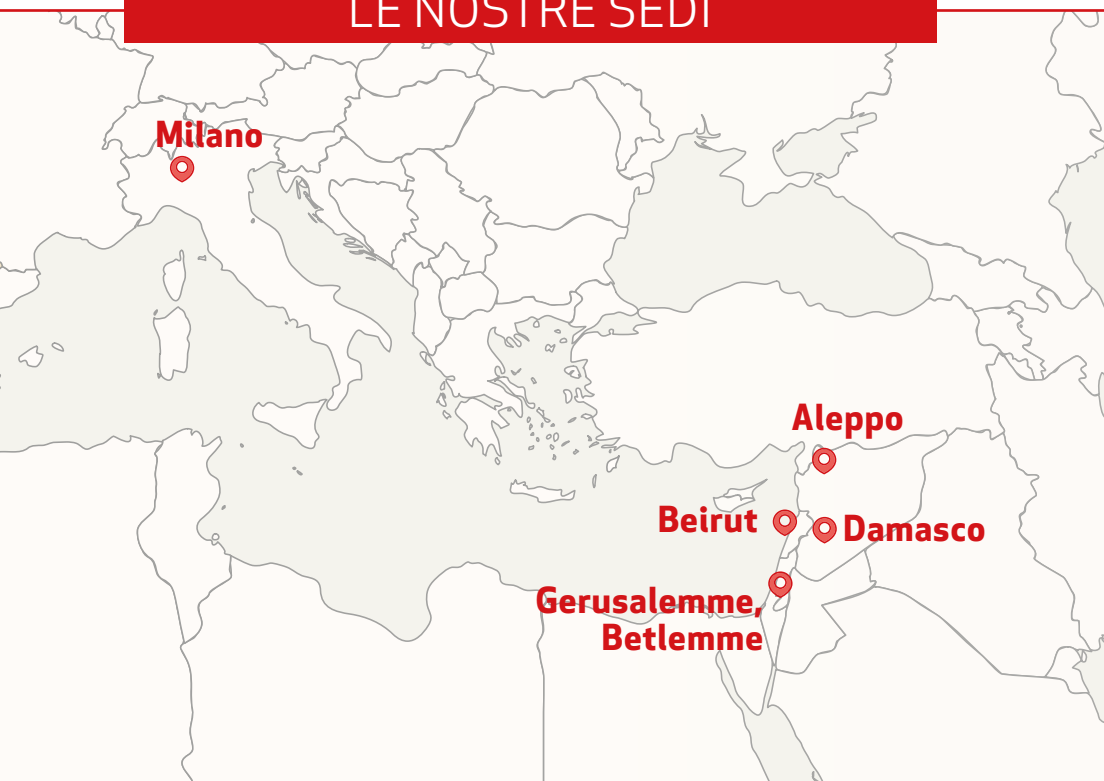 LE NOSTRE SEDI
Milano
Aleppo
Beirut
Damasco
Gerusalemme,
Betlemme